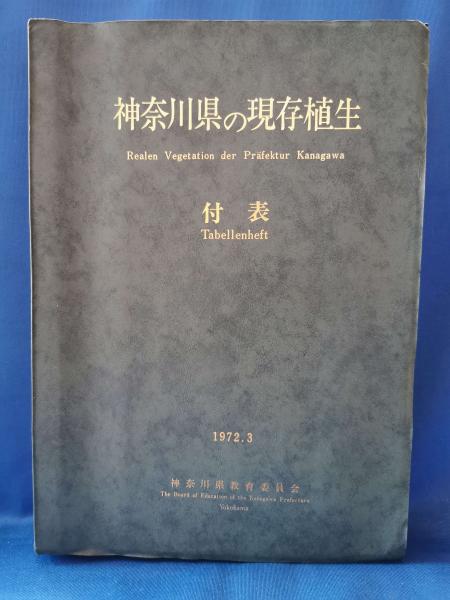 神奈川県の現存植生
Realen Vegetation der Präfektur Kanagawa
付 表
Tabellenheft
1972.3
神奈川県教育委員会
The Board of Education of the Kanagawa Prefecture
Yokohama